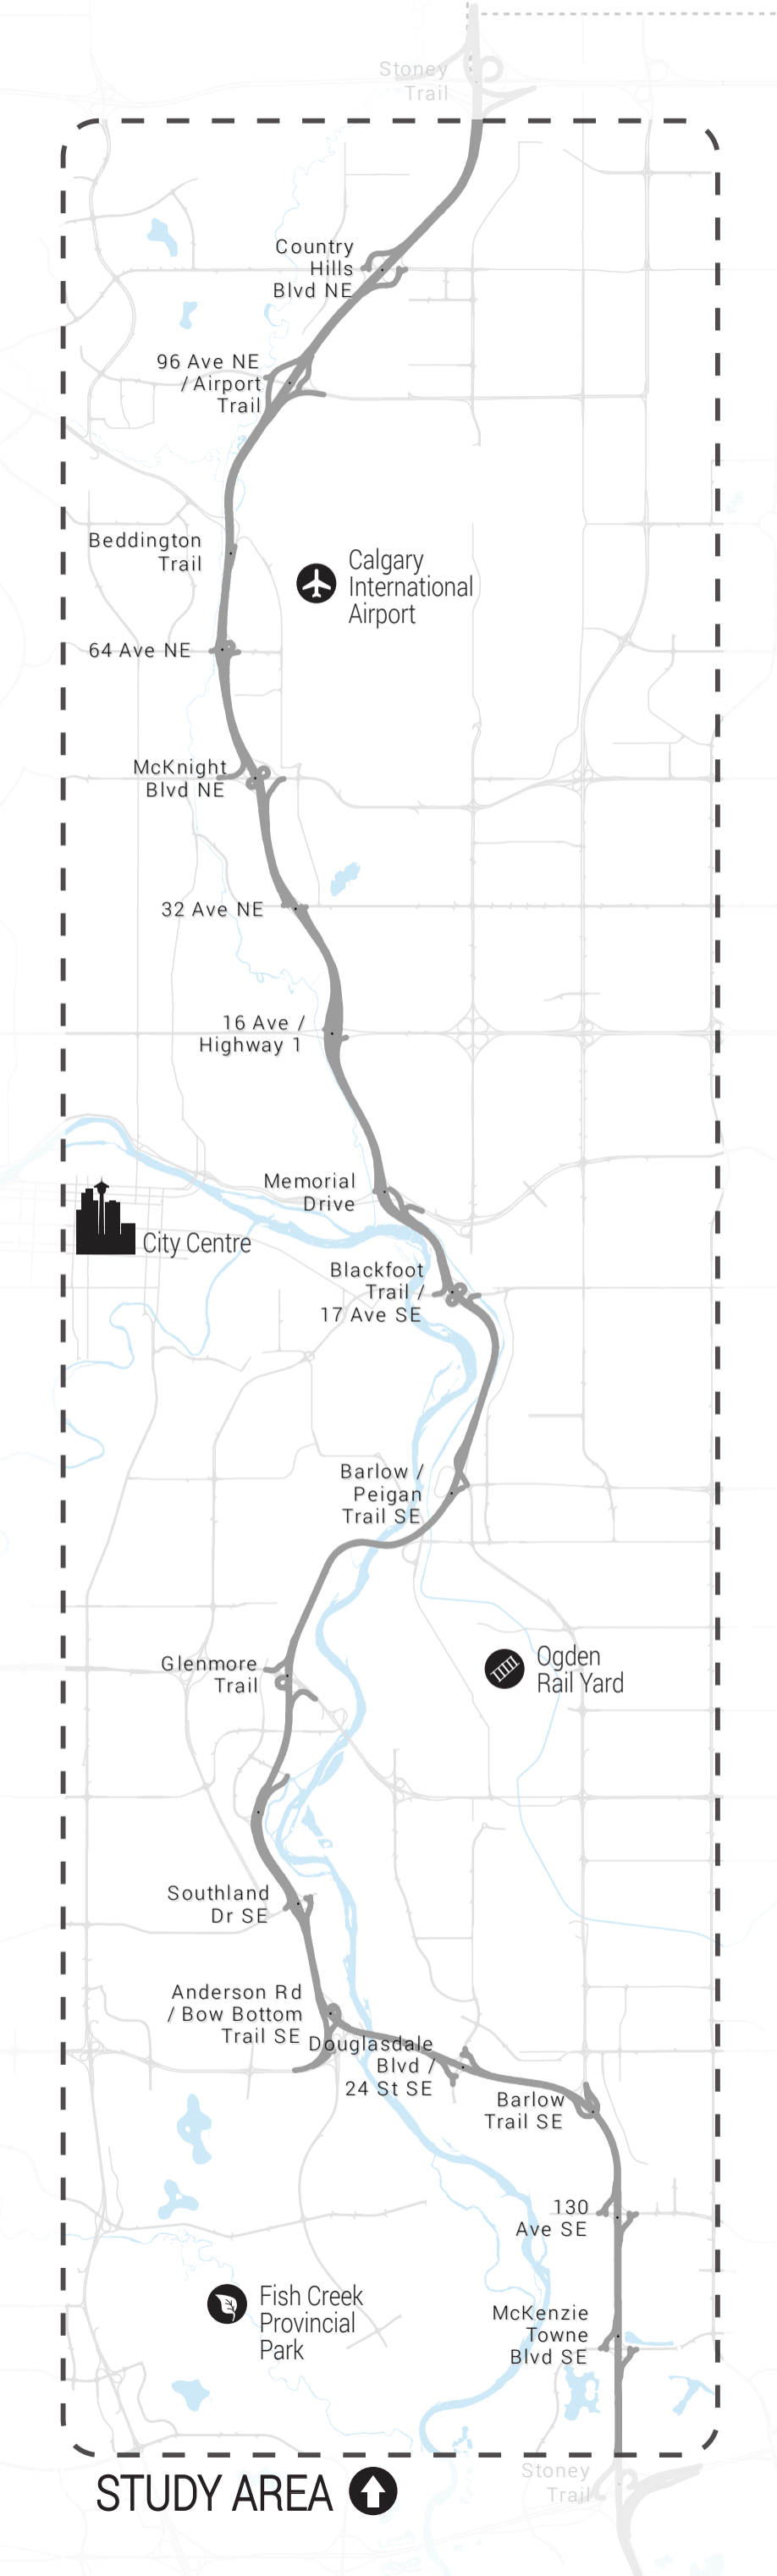 Stoney
Trail
Country
Hills
Blvd NE
96 Ave NE
/ Airport
Trail
Beddington
Trail
Calgary
International
Airport
64 Ave NE
McKnight
Blvd NE
32 Ave NE
16 Ave /
Highway 1
Memorial
Drive
City Centre
Blackfoot
Trail /
17 Ave SE
Barlow /
Peigan
Trail SE
Glenmore
Trail
Ogden
Rail Yard
Southland
Dr SE
Anderson Rd
/ Bow Bottom
Trail SE
Douglasdale
Blvd /
24 St SE
Barlow
Trail SE
130
Ave SE
Fish Creek
Provincial
Park
McKenzie
Towne
Blvd SE
Stoney
Trail
STUDY AREA